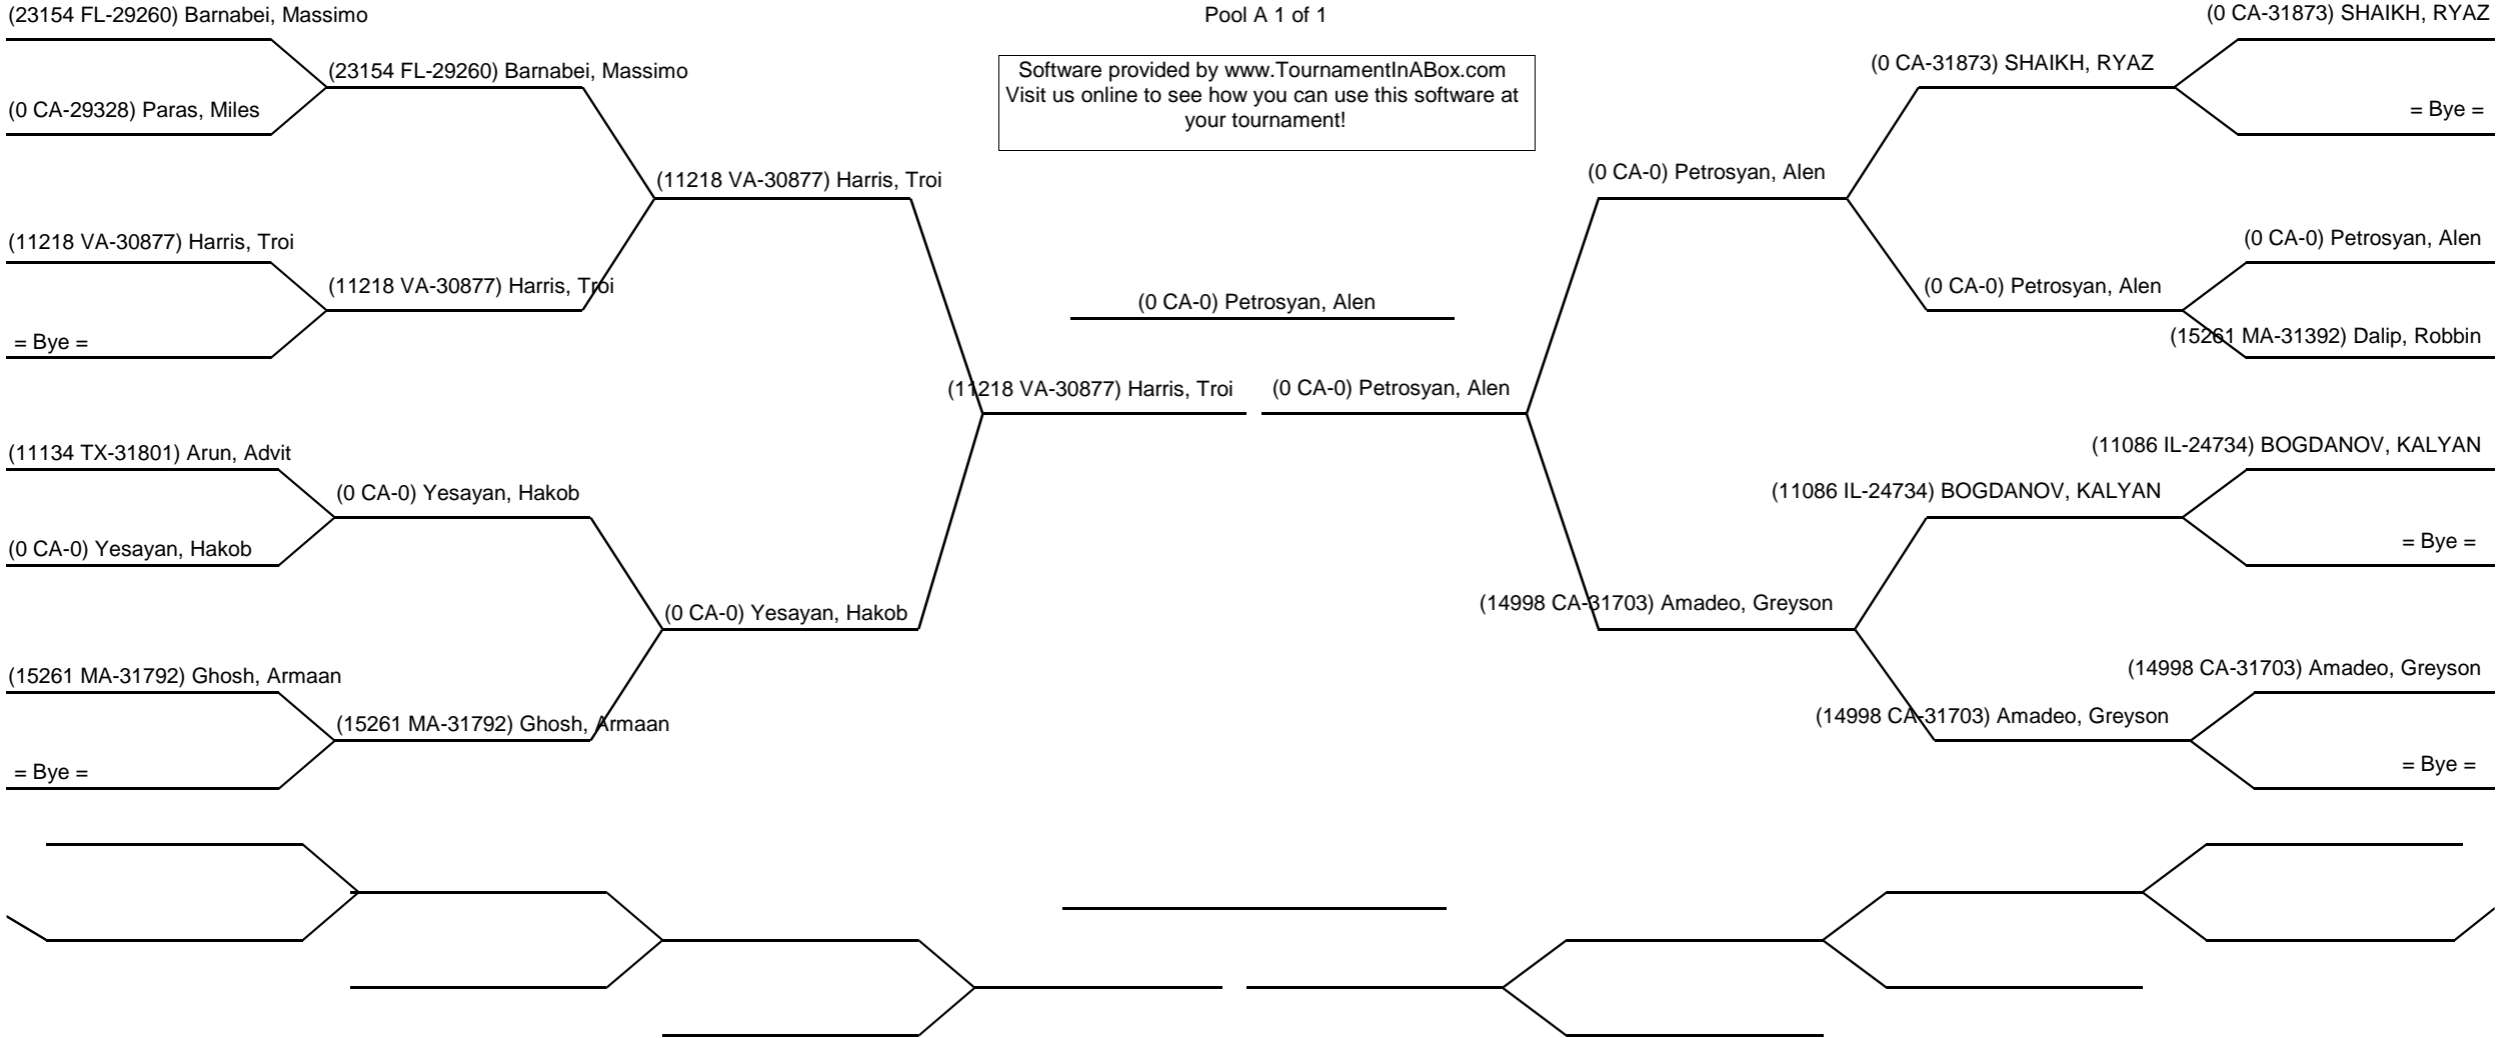 (23154 FL-29260) Barnabei, Massimo
Pool A 1 of 1
(0 CA-31873) SHAIKH, RYAZ
(23154 FL-29260) Barnabei, Massimo
Software provided by www.TournamentInABox.com
Visit us online to see how you can use this software at
your tournament!
(0 CA-31873) SHAIKH, RYAZ
(0 CA-29328) Paras, Miles
= Bye =
(11218 VA-30877) Harris, Troi
(0 CA-0) Petrosyan, Alen
(11218 VA-30877) Harris, Troi
(0 CA-0) Petrosyan, Alen
(11218 VA-30877) Harris, Troi
(0 CA-0) Petrosyan, Alen
(0 CA-0) Petrosyan, Alen
= Bye =
(15261 MA-31392) Dalip, Robbin
(11218 VA-30877) Harris, Troi
(0 CA-0) Petrosyan, Alen
(11134 TX-31801) Arun, Advit
(11086 IL-24734) BOGDANOV, KALYAN
(0 CA-0) Yesayan, Hakob
(11086 IL-24734) BOGDANOV, KALYAN
(0 CA-0) Yesayan, Hakob
= Bye =
(0 CA-0) Yesayan, Hakob
(14998 CA-31703) Amadeo, Greyson
(15261 MA-31792) Ghosh, Armaan
(14998 CA-31703) Amadeo, Greyson
(15261 MA-31792) Ghosh, Armaan
(14998 CA-31703) Amadeo, Greyson
= Bye =
= Bye =